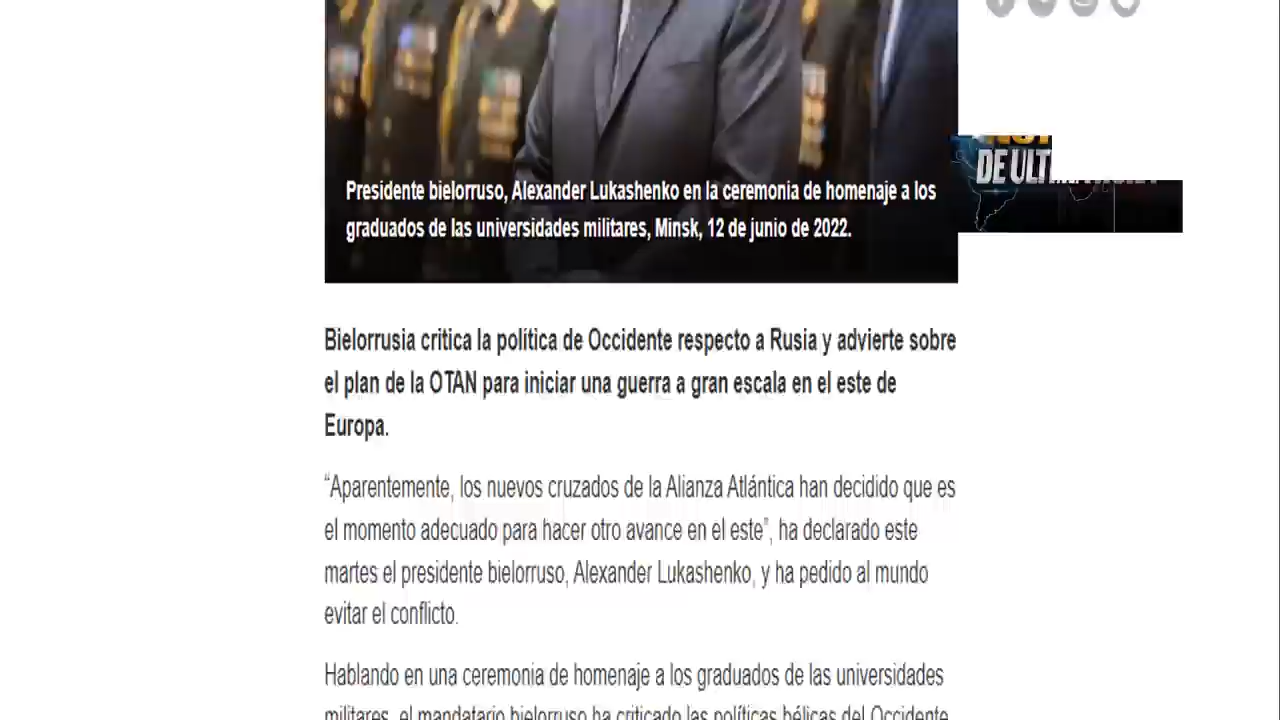 DE ULTI
Presidente bielorruso, Alexander Lukashenko en la ceremonia de homenaje a los
graduados de las universidades militares, Minsk, 12 de junio de 2022.
Bielorrusia critica la política de Occidente respecto a Rusia y advierte sobre
el plan de la OTAN para iniciar una guerra a gran escala en el este de
Europa.
“Aparentemente, los nuevos cruzados de la Alianza Atlántica han decidido que es
el momento adecuado para hacer otro avance en el este”, ha declarado este
martes el presidente bielorruso, Alexander Lukashenko, y ha pedido al mundo
evitar el conflicto.
Hablando en una ceremonia de homenaje a los graduados de las universidades
militares, el mandatario bielorruso ha criticado las políticas bélicas del Occidente